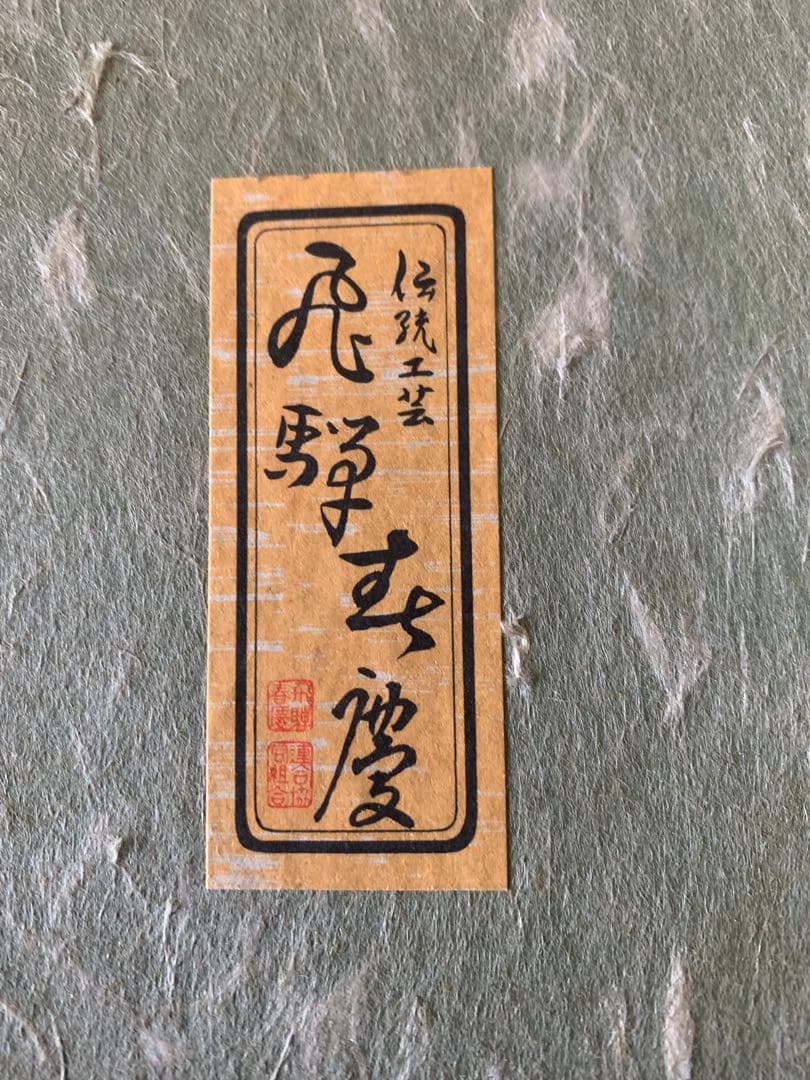 伝統工芸
飛騨春慶
飛騨
春慶
連合協
同組合